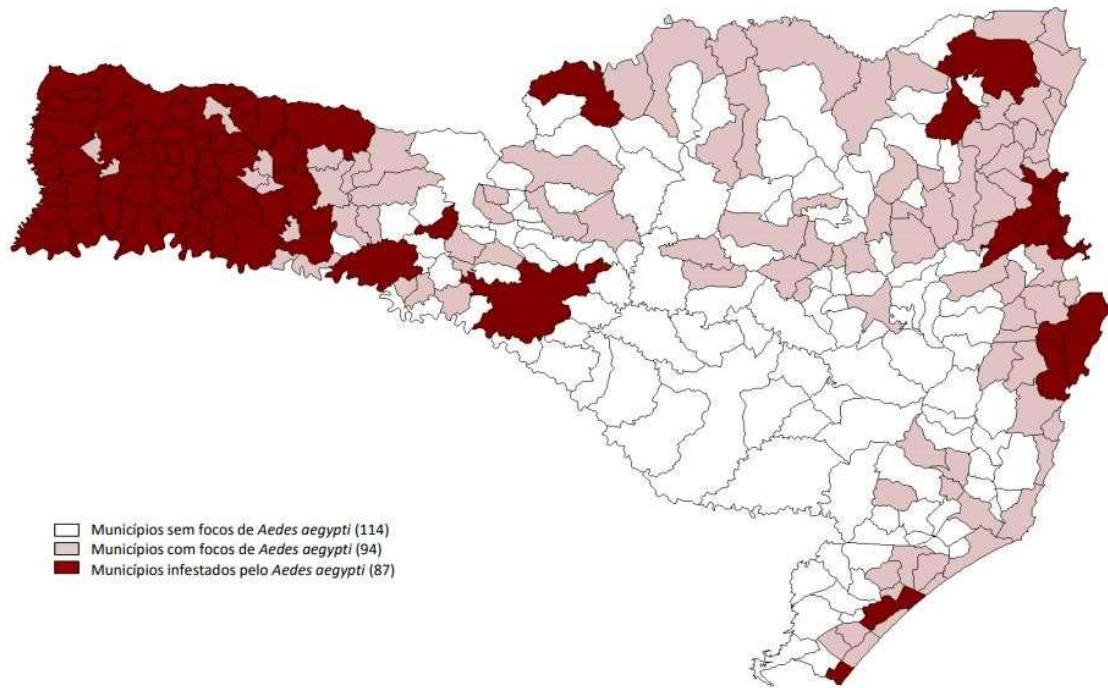 Municípios sem focos de Aedes aegypti (114)
Municípios com focos de Aedes aegypti (94)
Municípios infestados pelo Aedes aegypti (87)